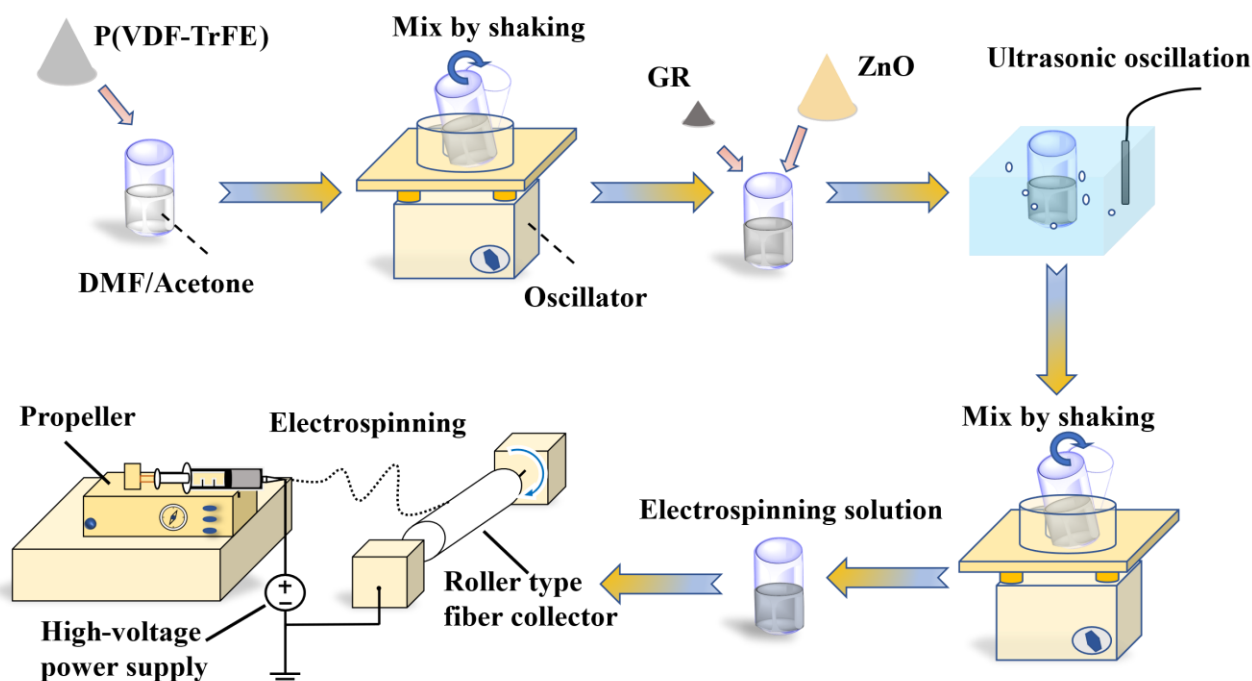 P(VDF-TrFE)
Mix by shaking
GR
ZnO
Ultrasonic oscillation
DMF/Acetone
Oscillator
Mix by shaking
Propeller
Electrospinning
Electrospinning solution
Roller type
fiber collector
High-voltage
power supply
+
−